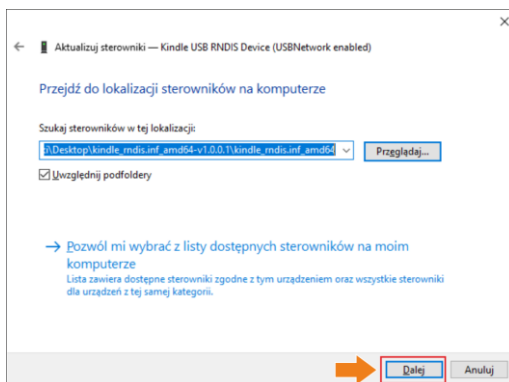 Aktualizuj sterowniki — Kindle USB RNDIS Device (USBNetwork enabled)
Przejdź do lokalizacji sterowników na komputerze
Szukaj sterowników w tej lokalizacji:
\Desktop\kindle_rndis.inf_amd64-v1.0.0.1\kindle_rndis.inf_amd64
Przeglądaj...
Uwzględnij podfoldery
Pozwól mi wybrać z listy dostępnych sterowników na moim
komputerze
Lista zawiera dostępne sterowniki zgodne z tym urządzeniem oraz wszystkie sterowniki
dla urządzeń z tej samej kategorii.
Dalej
Anuluj